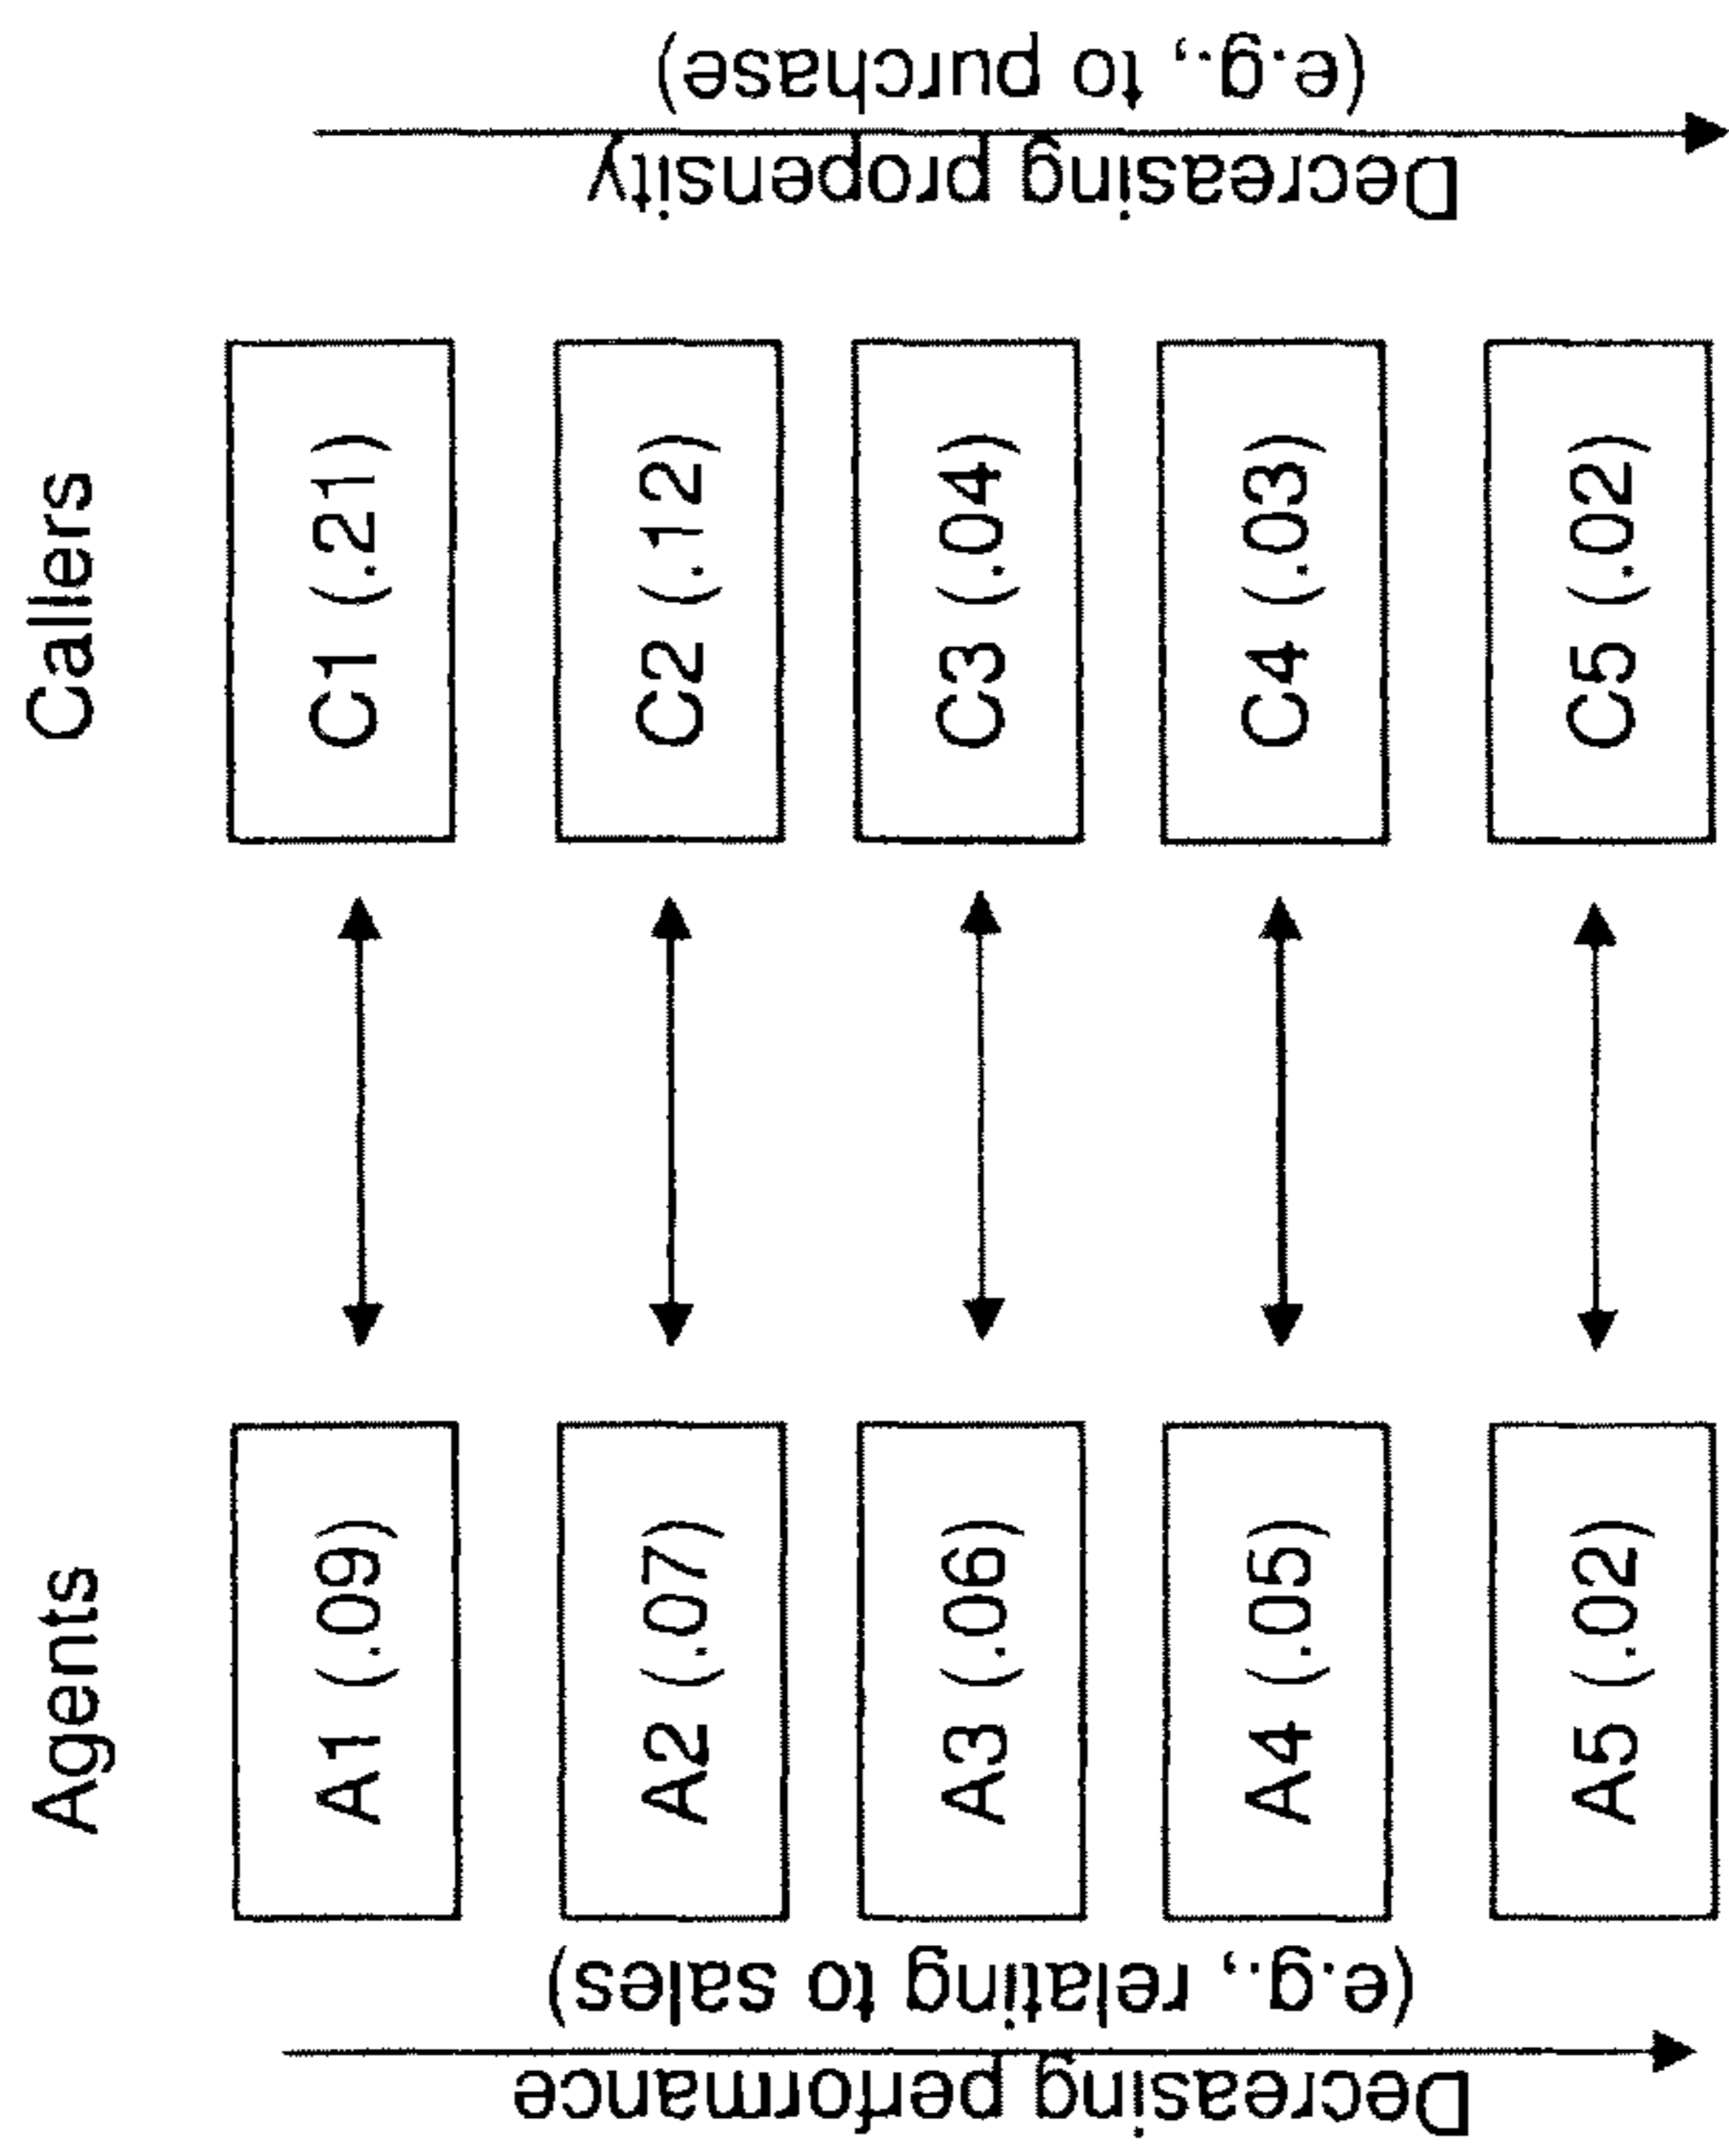 Agents
Callers
A1 (.09)
C1 (.21)
A2 (.07)
C2 (.12)
A3 (.06)
C3 (.04)
A4 (.05)
C4 (.03)
A5 (.02)
C5 (.02)
Decreasing performance
(e.g., relating to sales)
Decreasing propensity
(e.g., to purchase)